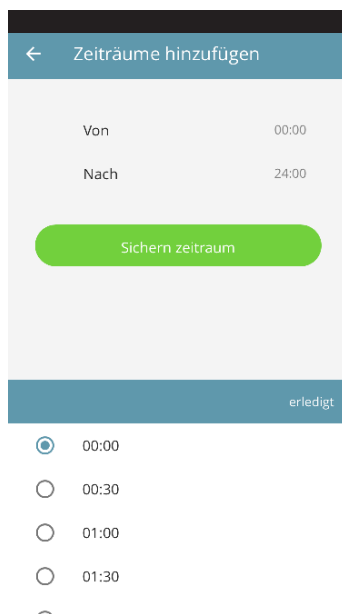 Zeiträume hinzufügen
Von 00:00
Nach 24:00
Sichern zeitraum
erledigt
00:00
00:30
01:00
01:30